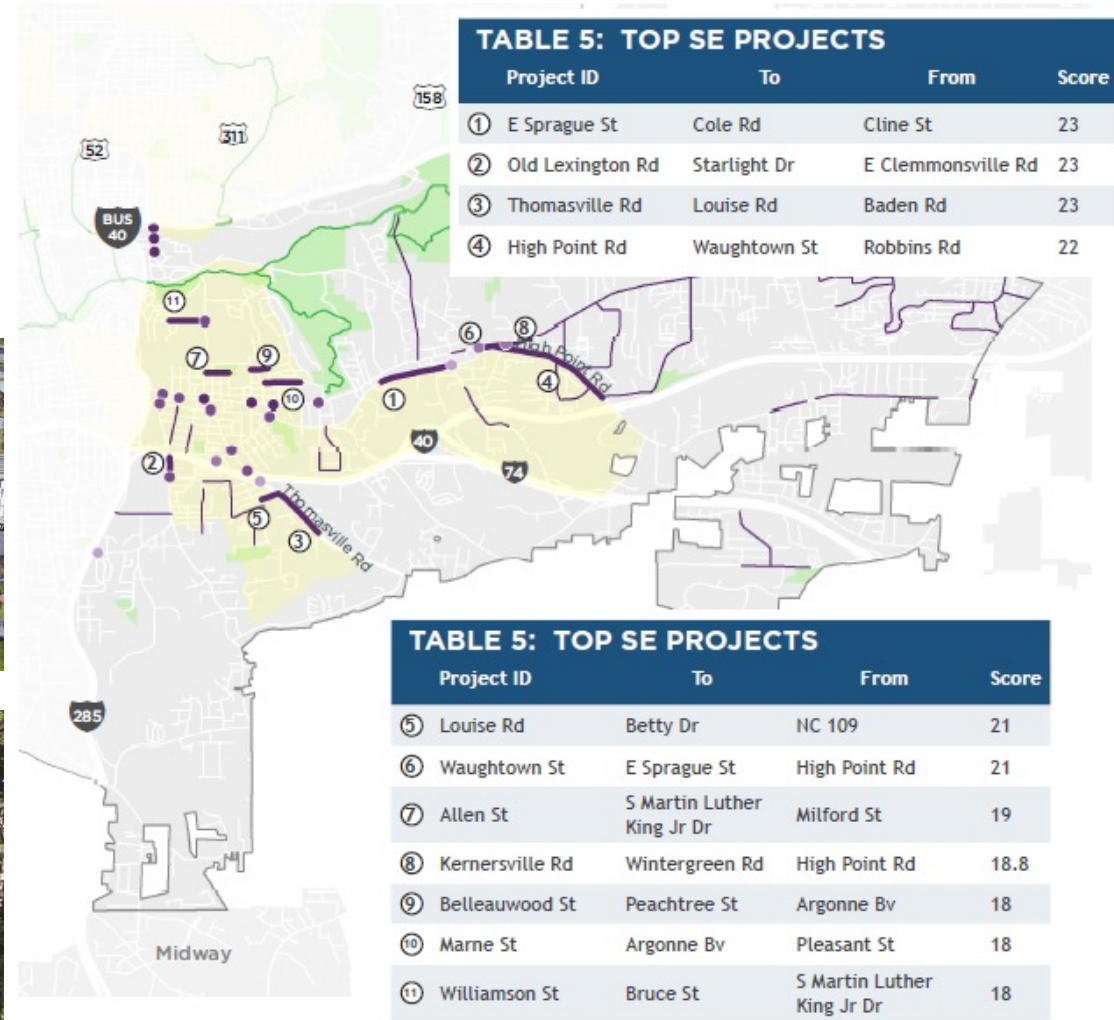 TABLE 5: TOP SE PROJECTS
Project ID To From Score
① E Sprague St Cole Rd Cline St 23
② Old Lexington Rd Starlight Dr E Clemmonsville Rd 23
③ Thomasville Rd Louise Rd Baden Rd 23
④ High Point Rd Waughtown St Robbins Rd 22
158
311
52
BUS
40
⑪
⑥
⑧
High Point Rd
⑦
⑨
④
①
⑩
40
②
74
Thomasville Rd
⑤
③
TABLE 5: TOP SE PROJECTS
Project ID To From Score
⑤ Louise Rd Betty Dr NC 109 21
⑥ Waughtown St E Sprague St High Point Rd 21
⑦ Allen St S Martin Luther King Jr Dr Milford St 19
⑧ Kernersville Rd Wintergreen Rd High Point Rd 18.8
⑨ Belleauwood St Peachtree St Argonne Bv 18
⑩ Marne St Argonne Bv Pleasant St 18
⑪ Williamson St Bruce St S Martin Luther King Jr Dr 18
285
Midway